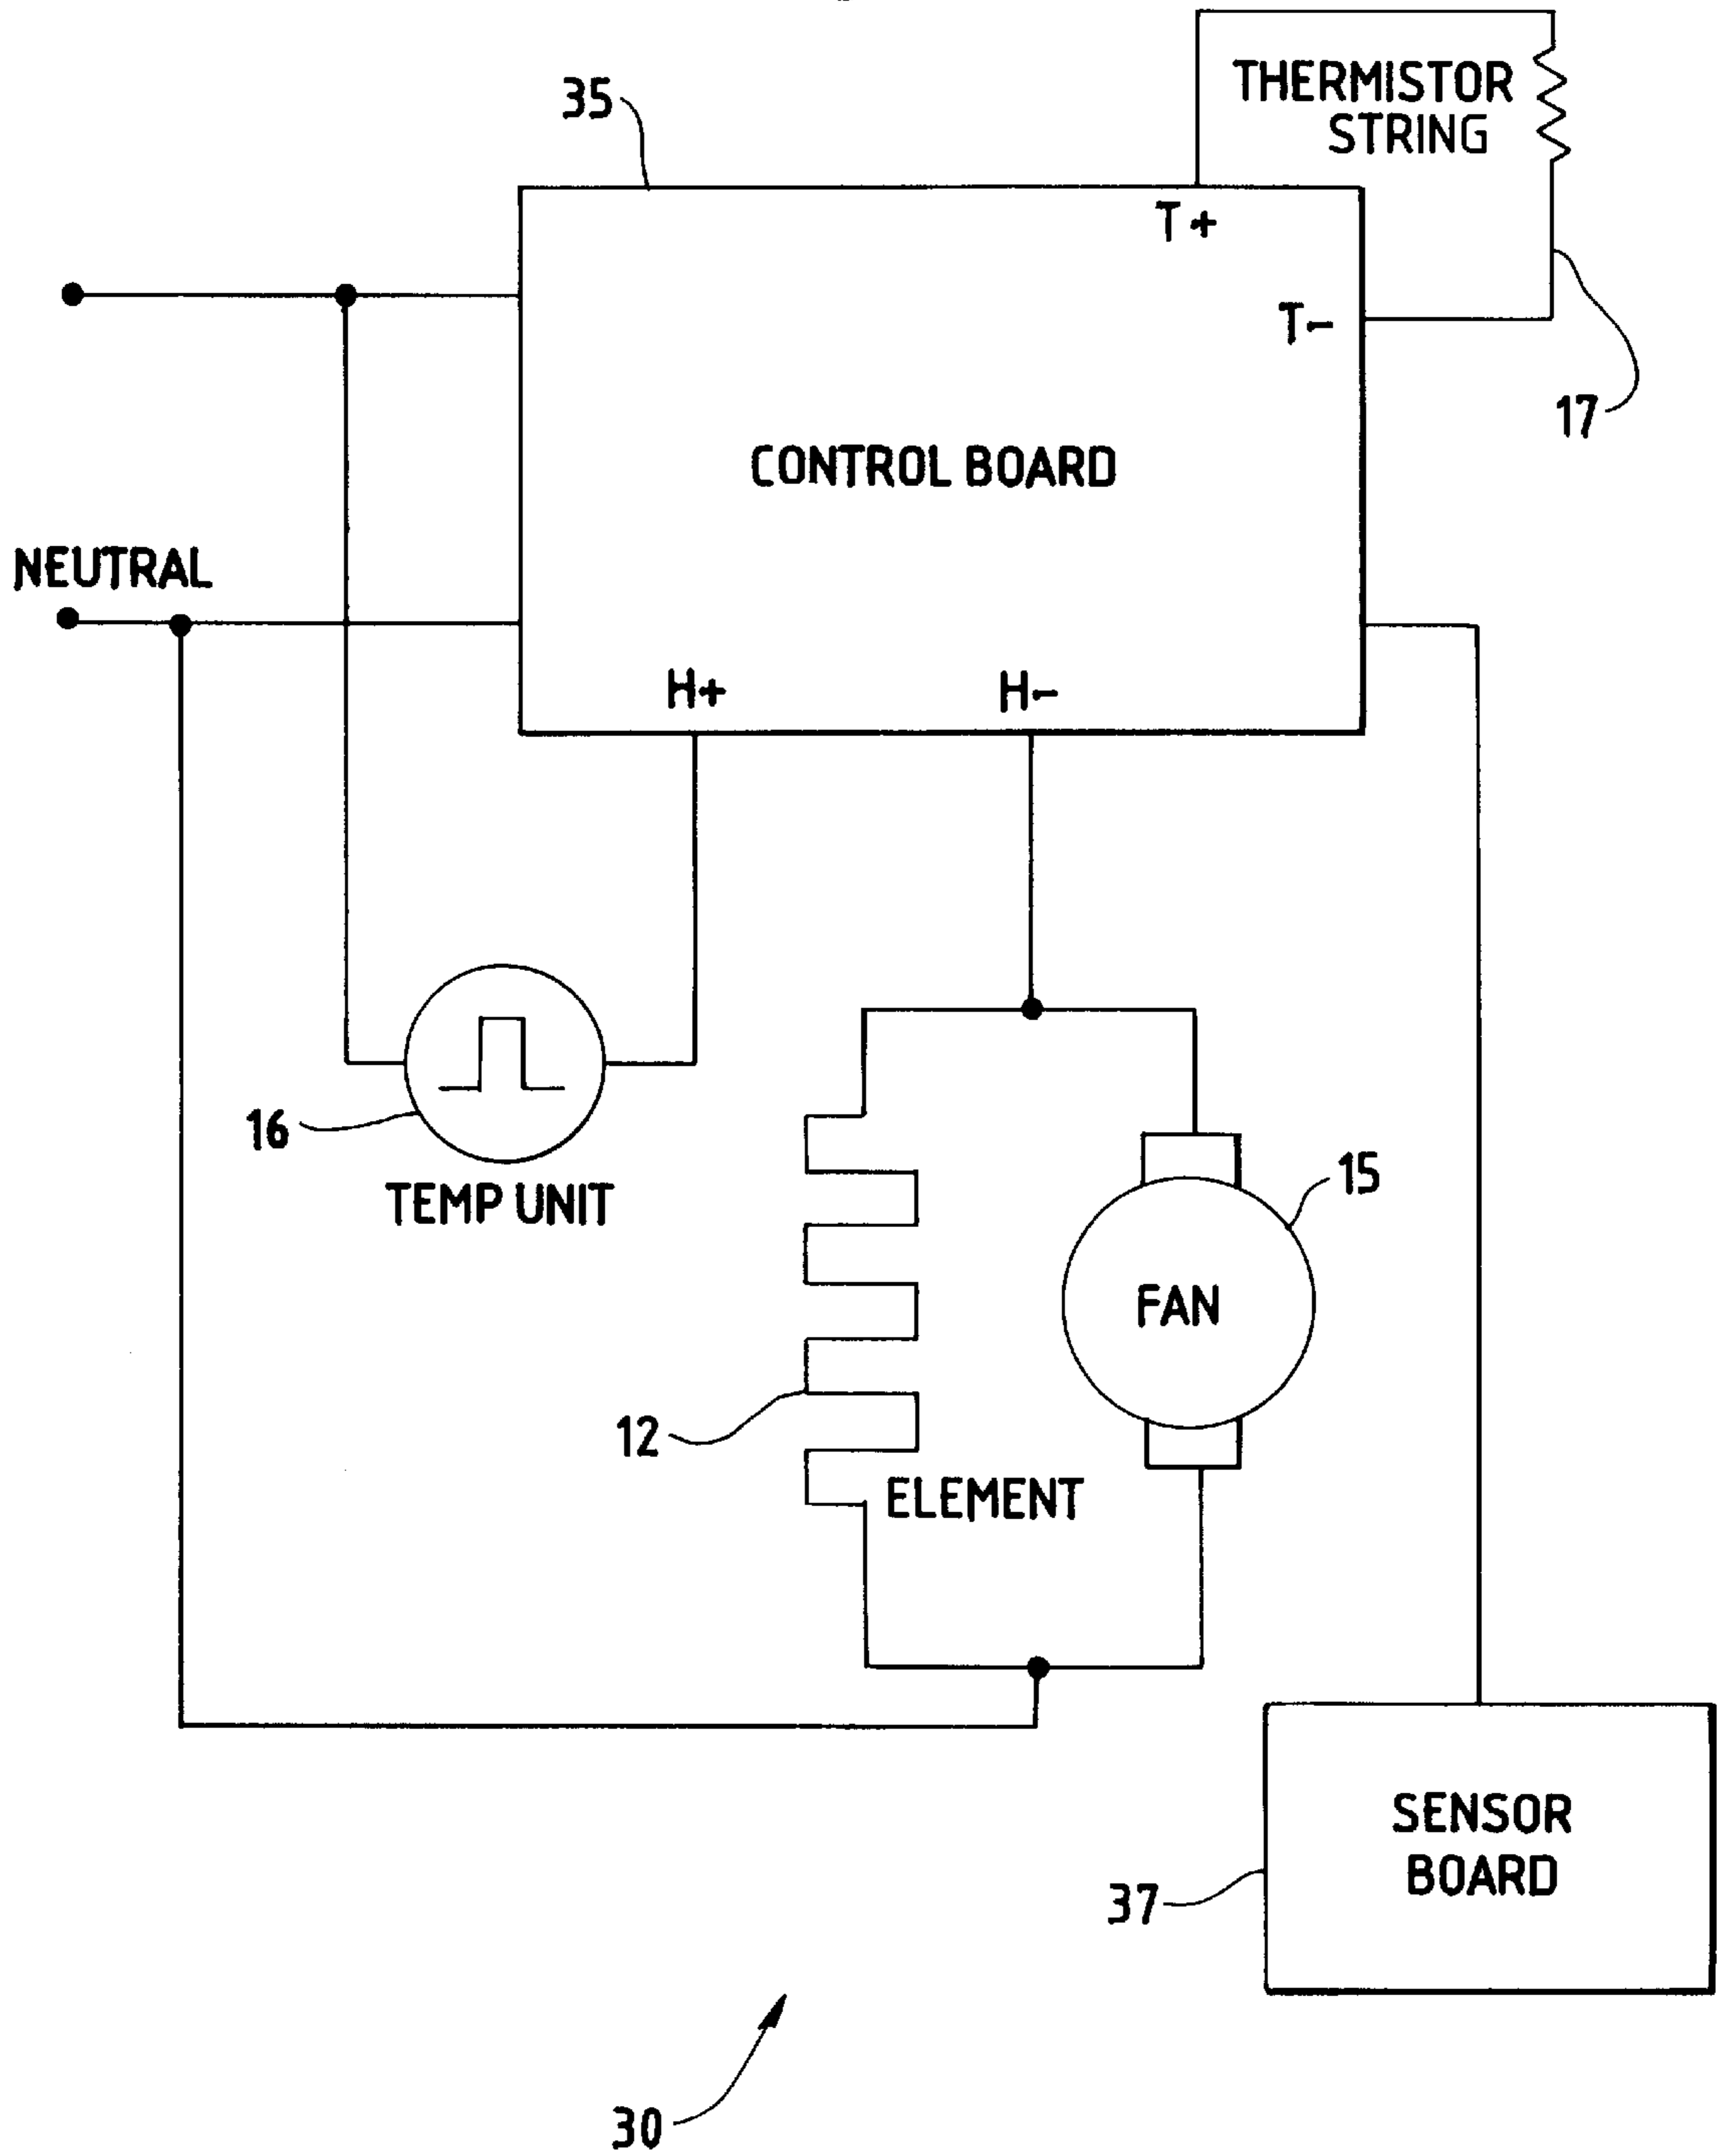 35
THERMISTOR
STRING
T+
T-
17
CONTROL BOARD
NEUTRAL
H+
H-
16
TEMP UNIT
15
FAN
12
ELEMENT
SENSOR
BOARD
37
30